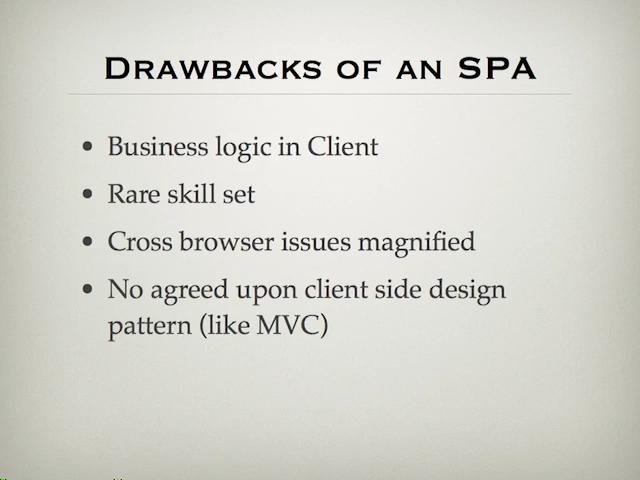 Drawbacks of an SPA
• Business logic in Client
• Rare skill set
• Cross browser issues magnified
• No agreed upon client side design
pattern (like MVC)